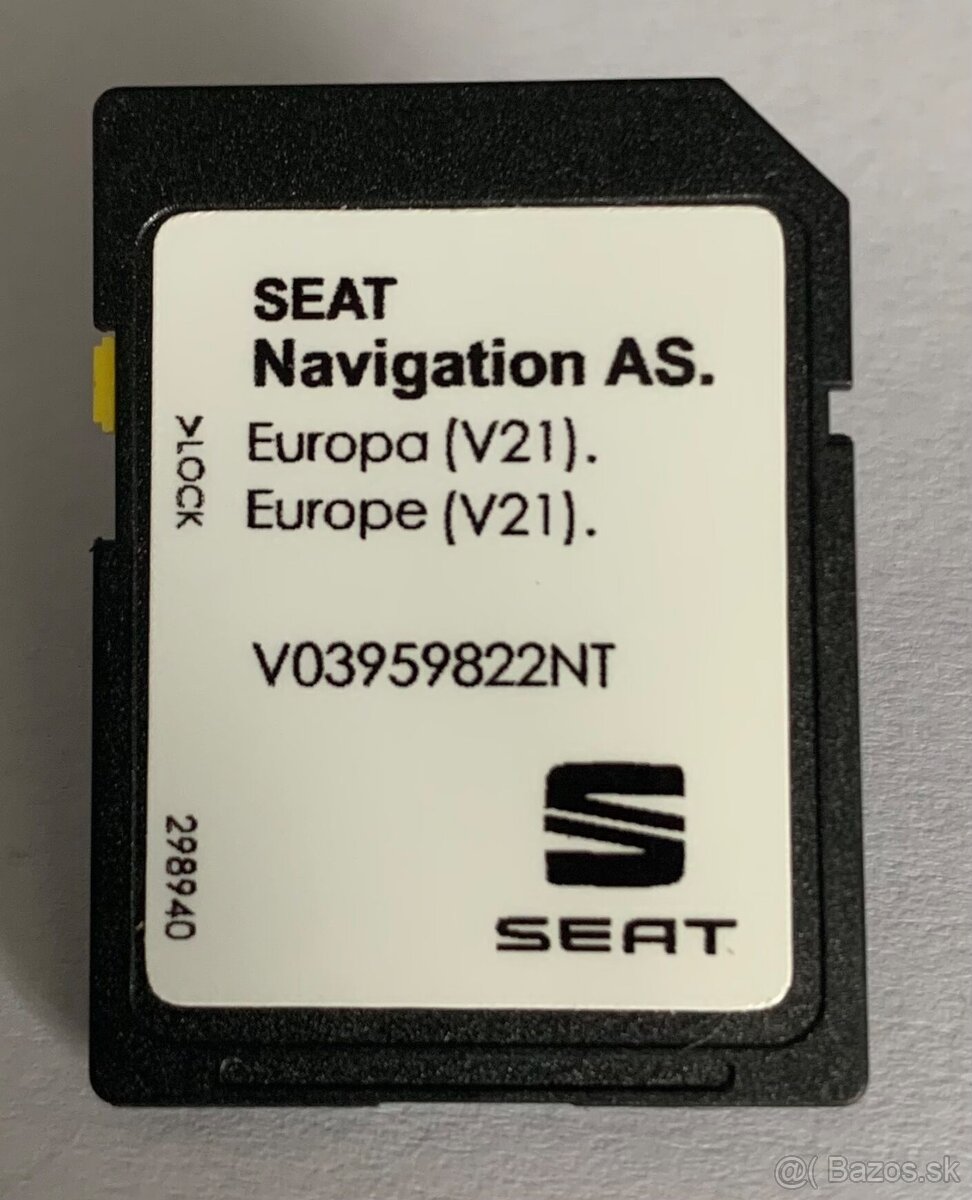 SEAT
Navigation AS.
Europa (V21).
Europe (V21).
>LOCK
V03959822NT
298940
SEAT
@( Bazos.sk